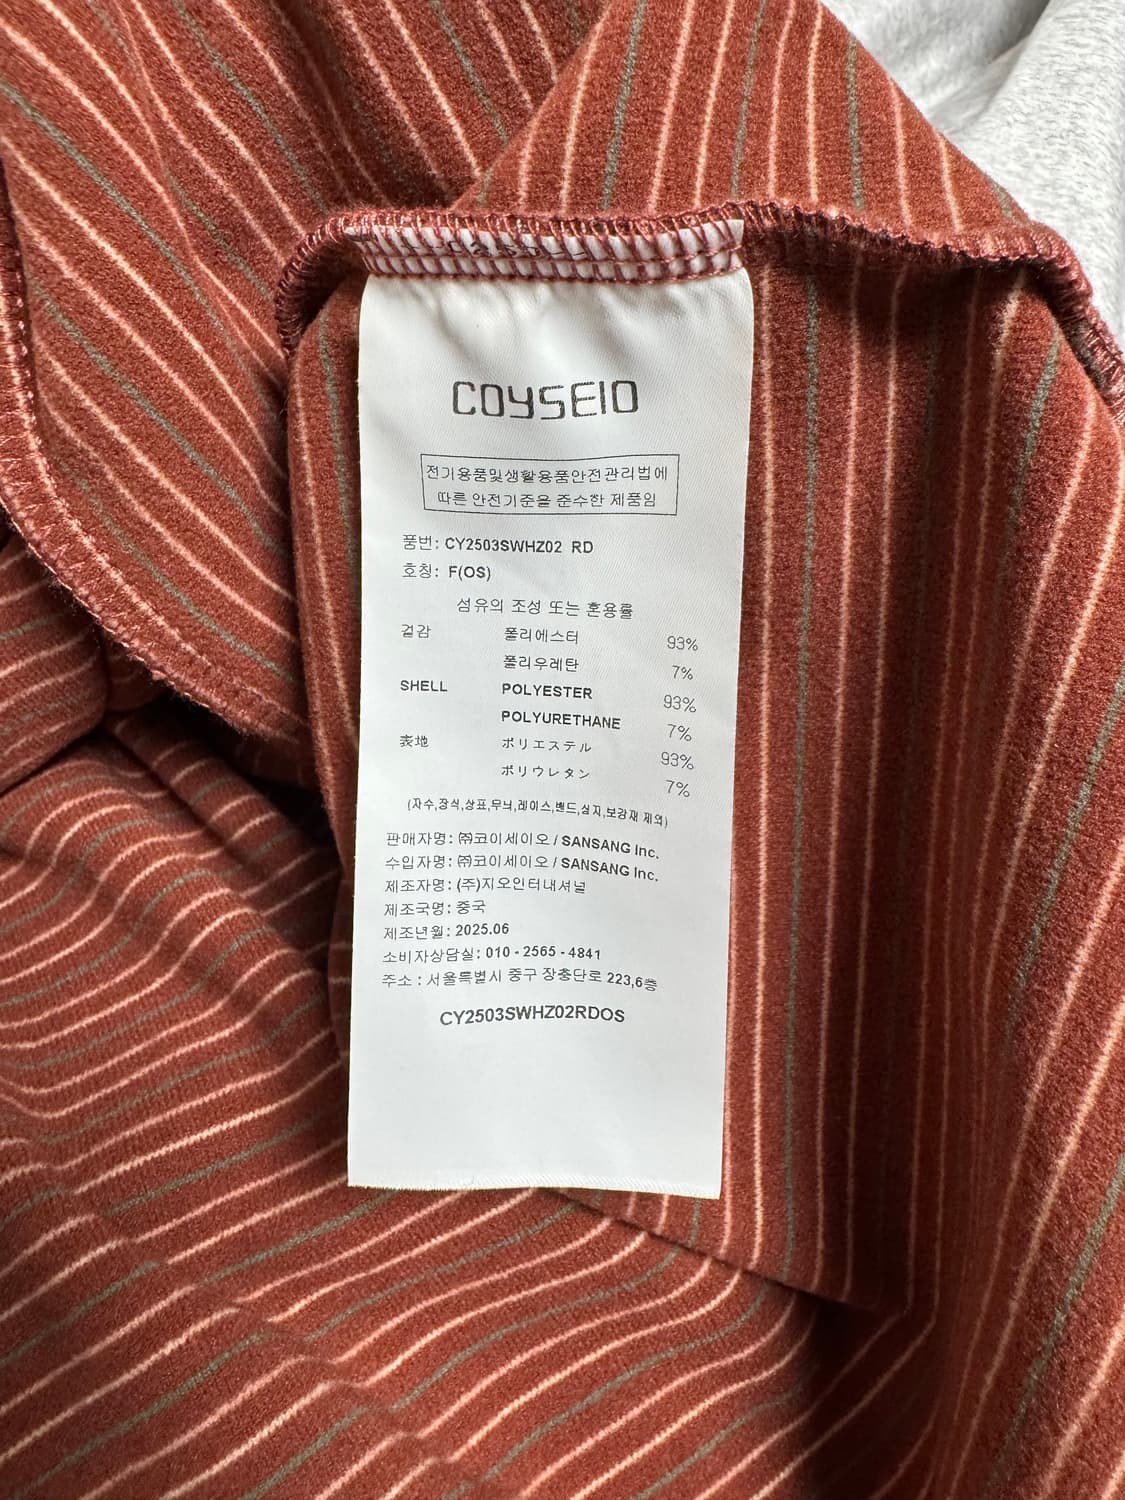 COYSEIO
전기용품및생활용품안전관리법에
따른 안전기준을 준수한 제품임
품번: CY2503SWHZ02 RD
호칭: F(OS)
섬유의 조성 또는 혼용률
겉감 폴리에스터 93%
폴리우레탄 7%
SHELL POLYESTER 93%
POLYURETHANE 7%
表地 ポリエステル 93%
ポリウレタン 7%
(자수,장식,상표,무늬,레이스,밴드,심지,보강재 제외)
판매자명: ㈜코이세이오 / SANSANG Inc.
수입자명: ㈜코이세이오 / SANSANG Inc.
제조자명: (주)지오인터내셔널
제조국명: 중국
제조년월: 2025.06
소비자상담실: 010 - 2565 - 4841
주소 : 서울특별시 중구 장충단로 223,6층
CY2503SWHZ02RDOS